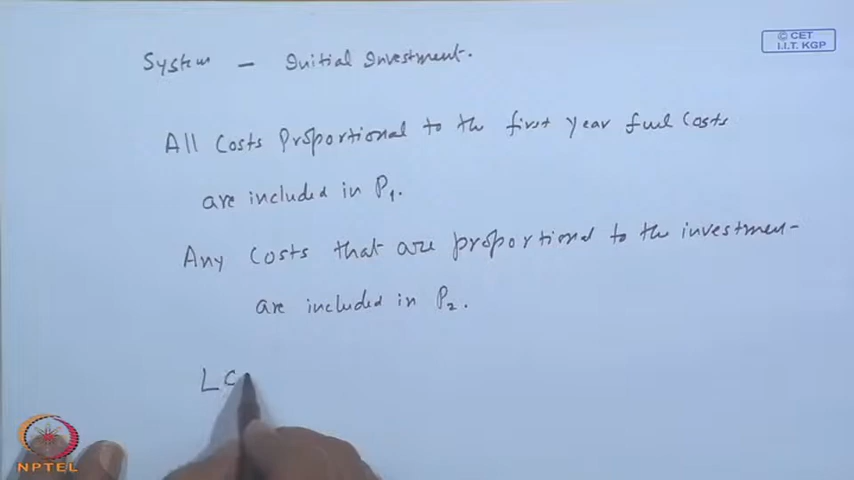 © CET
I.I.T. KGP
System - Initial Investment.
All Costs Proportional to the first year fuel Costs
are included in P₁.
Any Costs that are proportional to the investment
are included in P₂.
LC
NPTEL